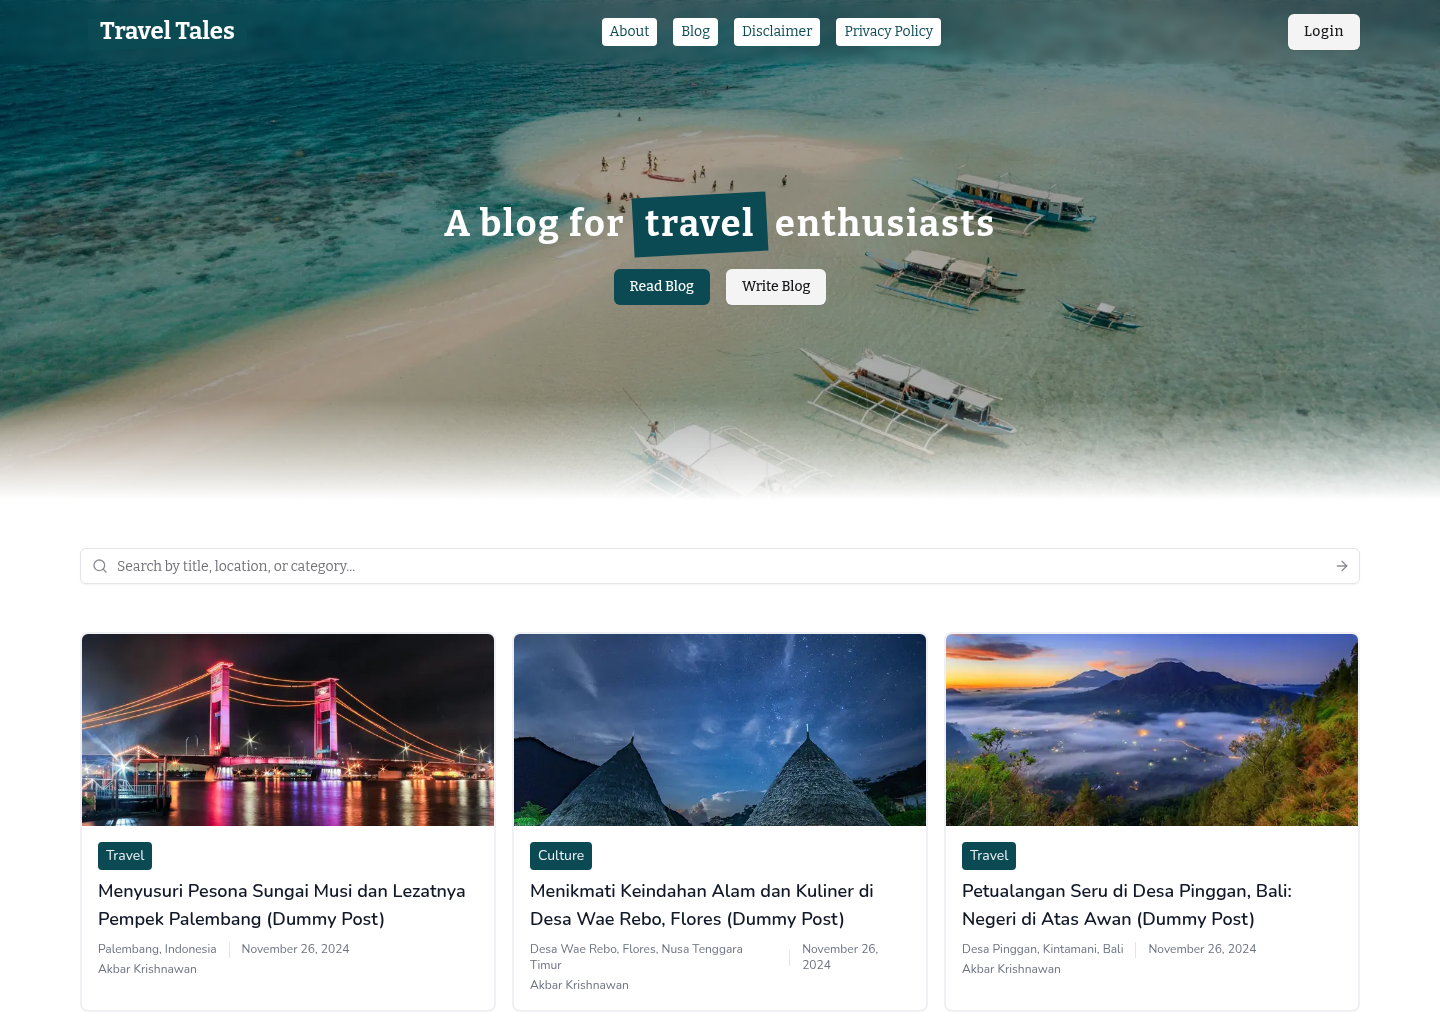 Travel Tales
About
Blog
Disclaimer
Privacy Policy
Login
A blog for travel enthusiasts
Read Blog
Write Blog
Search by title, location, or category...
Travel
Menyusuri Pesona Sungai Musi dan Lezatnya
Pempek Palembang (Dummy Post)
Palembang, Indonesia
November 26, 2024
Akbar Krishnawan
Culture
Menikmati Keindahan Alam dan Kuliner di
Desa Wae Rebo, Flores (Dummy Post)
Desa Wae Rebo, Flores, Nusa Tenggara
Timur
November 26,
2024
Akbar Krishnawan
Travel
Petualangan Seru di Desa Pinggan, Bali:
Negeri di Atas Awan (Dummy Post)
Desa Pinggan, Kintamani, Bali
November 26, 2024
Akbar Krishnawan